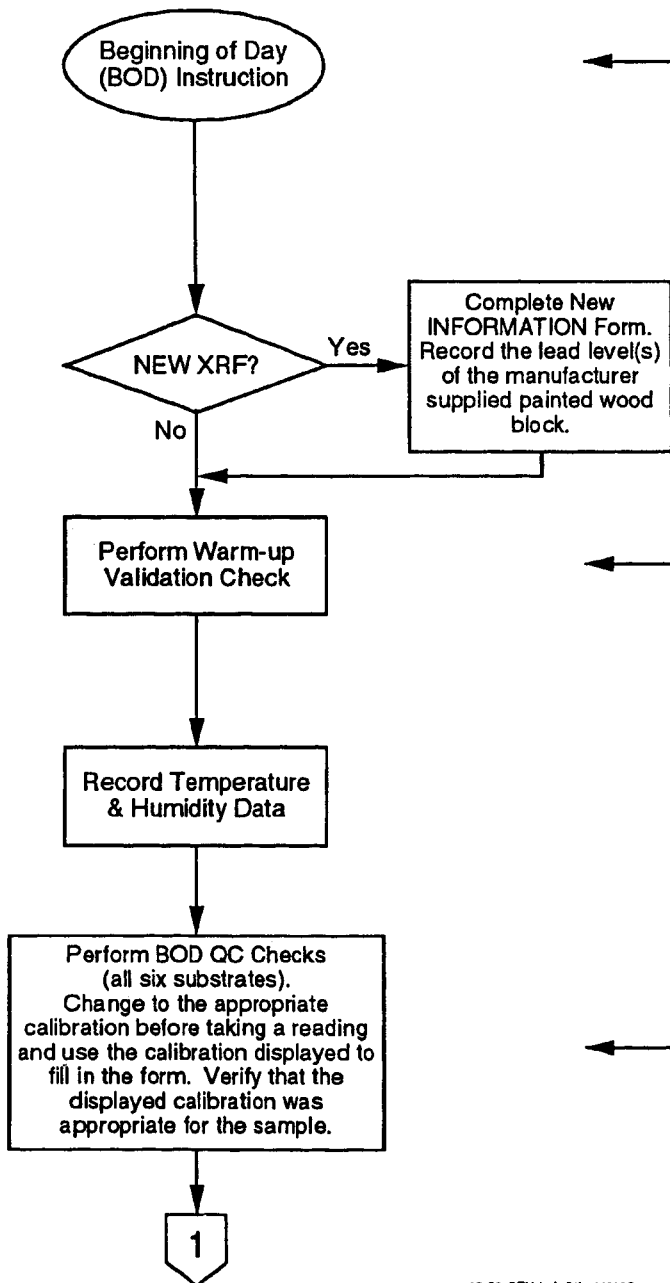 Beginning of Day
(BOD) Instruction
NEW XRF?
Yes
Complete New
INFORMATION Form.
Record the lead level(s)
of the manufacturer
supplied painted wood
block.
No
Perform Warm-up
Validation Check
Record Temperature
& Humidity Data
Perform BOD QC Checks
(all six substrates).
Change to the appropriate
calibration before taking a reading
and use the calibration displayed to
fill in the form. Verify that the
displayed calibration was
appropriate for the sample.
1